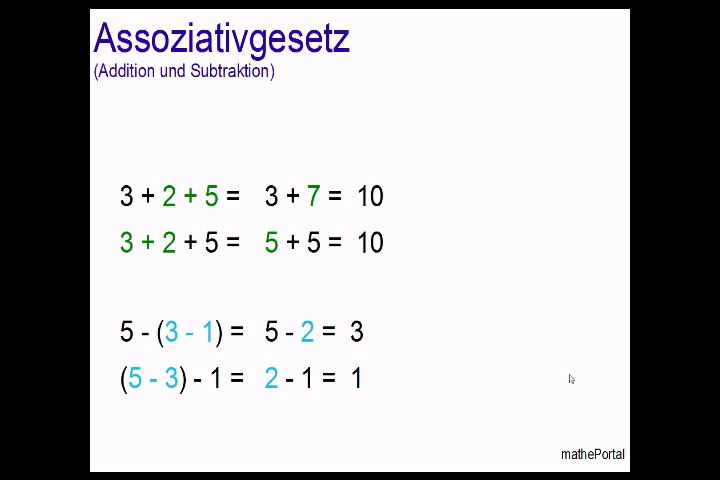 Assoziativgesetz
(Addition und Subtraktion)
3 + 2 + 5 = 3 + 7 = 10
3 + 2 + 5 = 5 + 5 = 10
5 - (3 - 1) = 5 - 2 = 3
(5 - 3) - 1 = 2 - 1 = 1
mathePortal